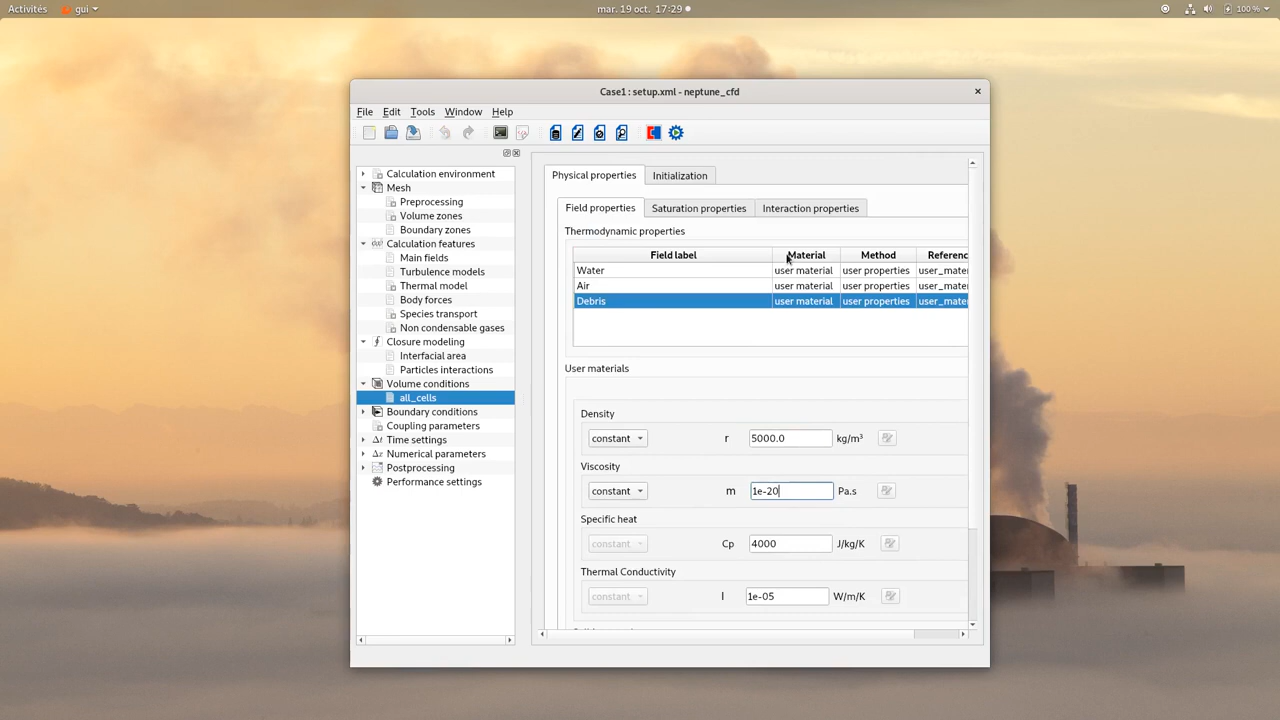 Activités gui mar. 19 oct. 17:29 100 %
Case1 : setup.xml - neptune_cfd
File Edit Tools Window Help
Calculation environment
Mesh
Preprocessing
Volume zones
Boundary zones
Calculation features
Main fields
Turbulence models
Thermal model
Body forces
Species transport
Non condensable gases
Closure modeling
Interfacial area
Particles interactions
Volume conditions
all_cells
Boundary conditions
Coupling parameters
Time settings
Numerical parameters
Postprocessing
Performance settings
Physical properties Initialization
Field properties Saturation properties Interaction properties
Thermodynamic properties
Field label Material Method Referenc
Water user material user properties user_mater
Air user material user properties user_mater
Debris user material user properties user_mater
User materials
Density
constant r 5000.0 kg/m³
Viscosity
constant m 1e-20 Pa.s
Specific heat
constant Cp 4000 J/kg/K
Thermal Conductivity
constant l 1e-05 W/m/K